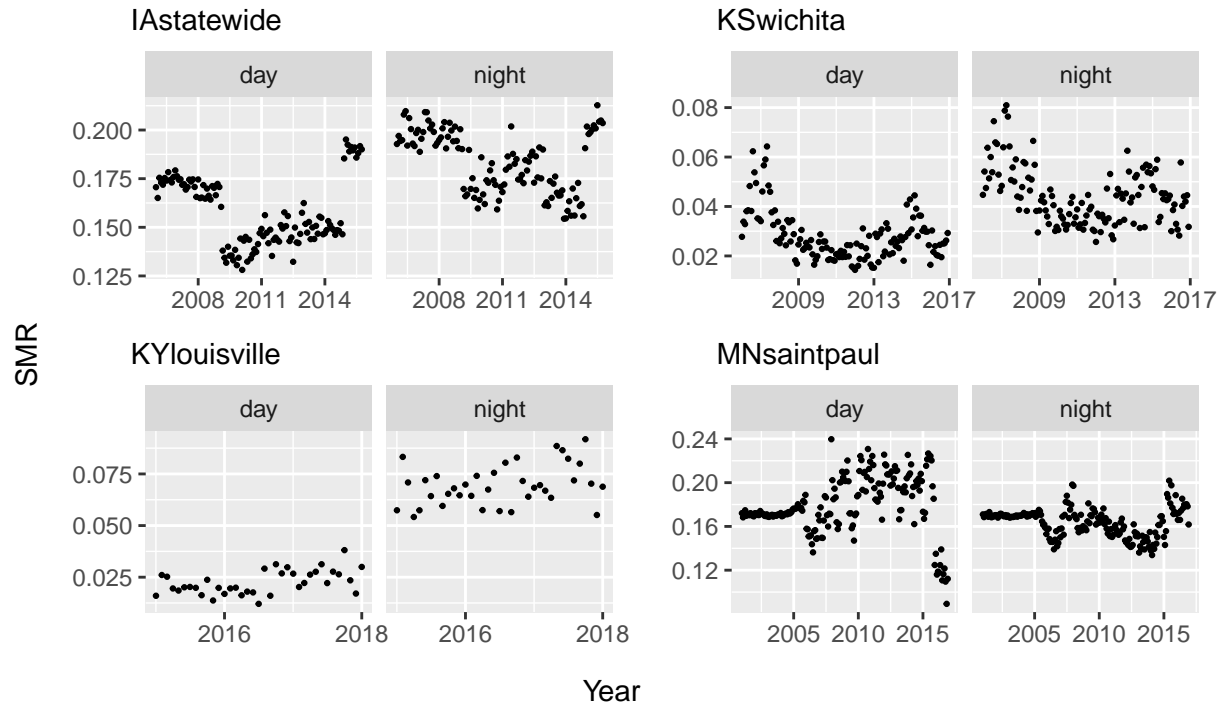 IAstatewide
day night
0.200
0.175
0.150
0.125
2008 2011 2014 2008 2011 2014
KSwichita
day night
0.08
0.06
0.04
0.02
2009 2013 2017 2009 2013 2017
SMR
KYlouisville
day night
0.075
0.050
0.025
2016 2018 2016 2018
MNsaintpaul
day night
0.24
0.20
0.16
0.12
2005 2010 2015 2005 2010 2015
Year